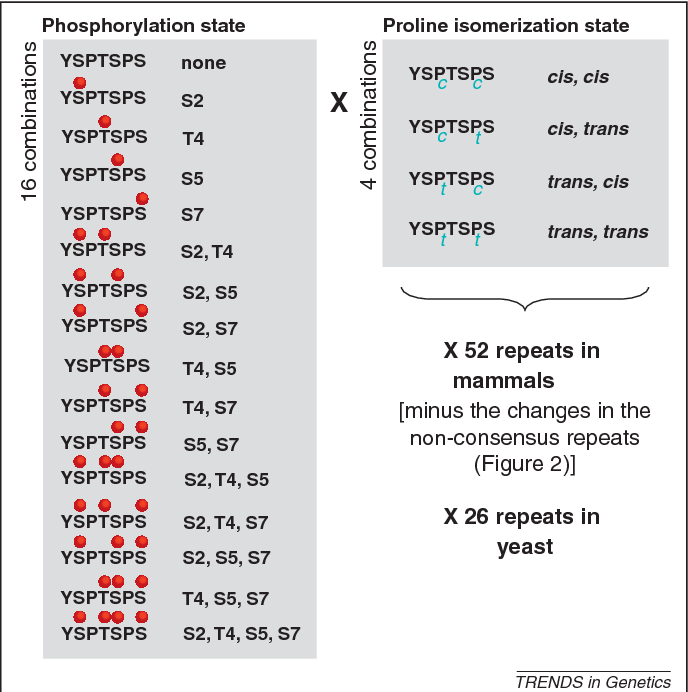 Phosphorylation state
16 combinations
YSPTSPS none
YSPTSPS S2
YSPTSPS T4
YSPTSPS S5
YSPTSPS S7
YSPTSPS S2, T4
YSPTSPS S2, S5
YSPTSPS S2, S7
YSPTSPS T4, S5
YSPTSPS T4, S7
YSPTSPS S5, S7
YSPTSPS S2, T4, S5
YSPTSPS S2, T4, S7
YSPTSPS S2, S5, S7
YSPTSPS T4, S5, S7
YSPTSPS S2, T4, S5, S7
X
Proline isomerization state
4 combinations
YSPTSPS cis, cis
c c
YSPTSPS cis, trans
c t
YSPTSPS trans, cis
t c
YSPTSPS trans, trans
t t
X 52 repeats in
mammals
[minus the changes in the
non-consensus repeats
(Figure 2)]
X 26 repeats in
yeast
TRENDS in Genetics